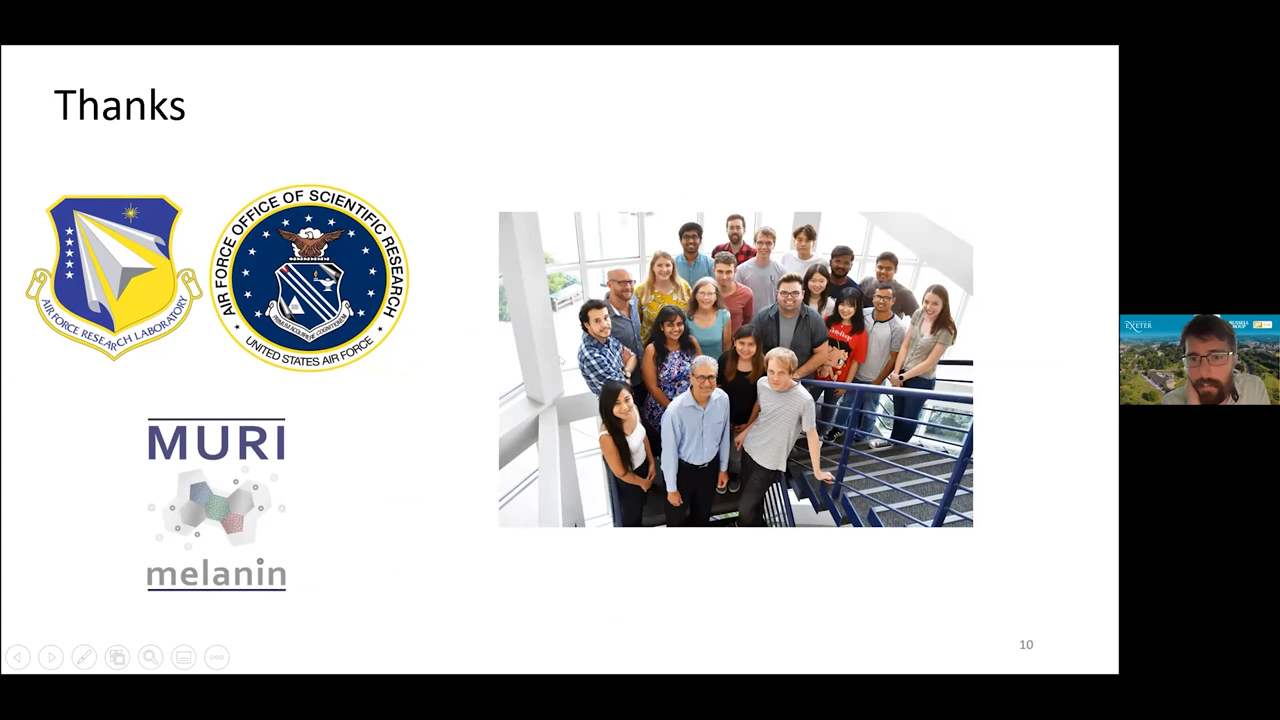 Thanks
AIR FORCE RESEARCH LABORATORY
AIR FORCE OFFICE OF SCIENTIFIC RESEARCH
UNITED STATES AIR FORCE
MURI
melanin
10
EXETER